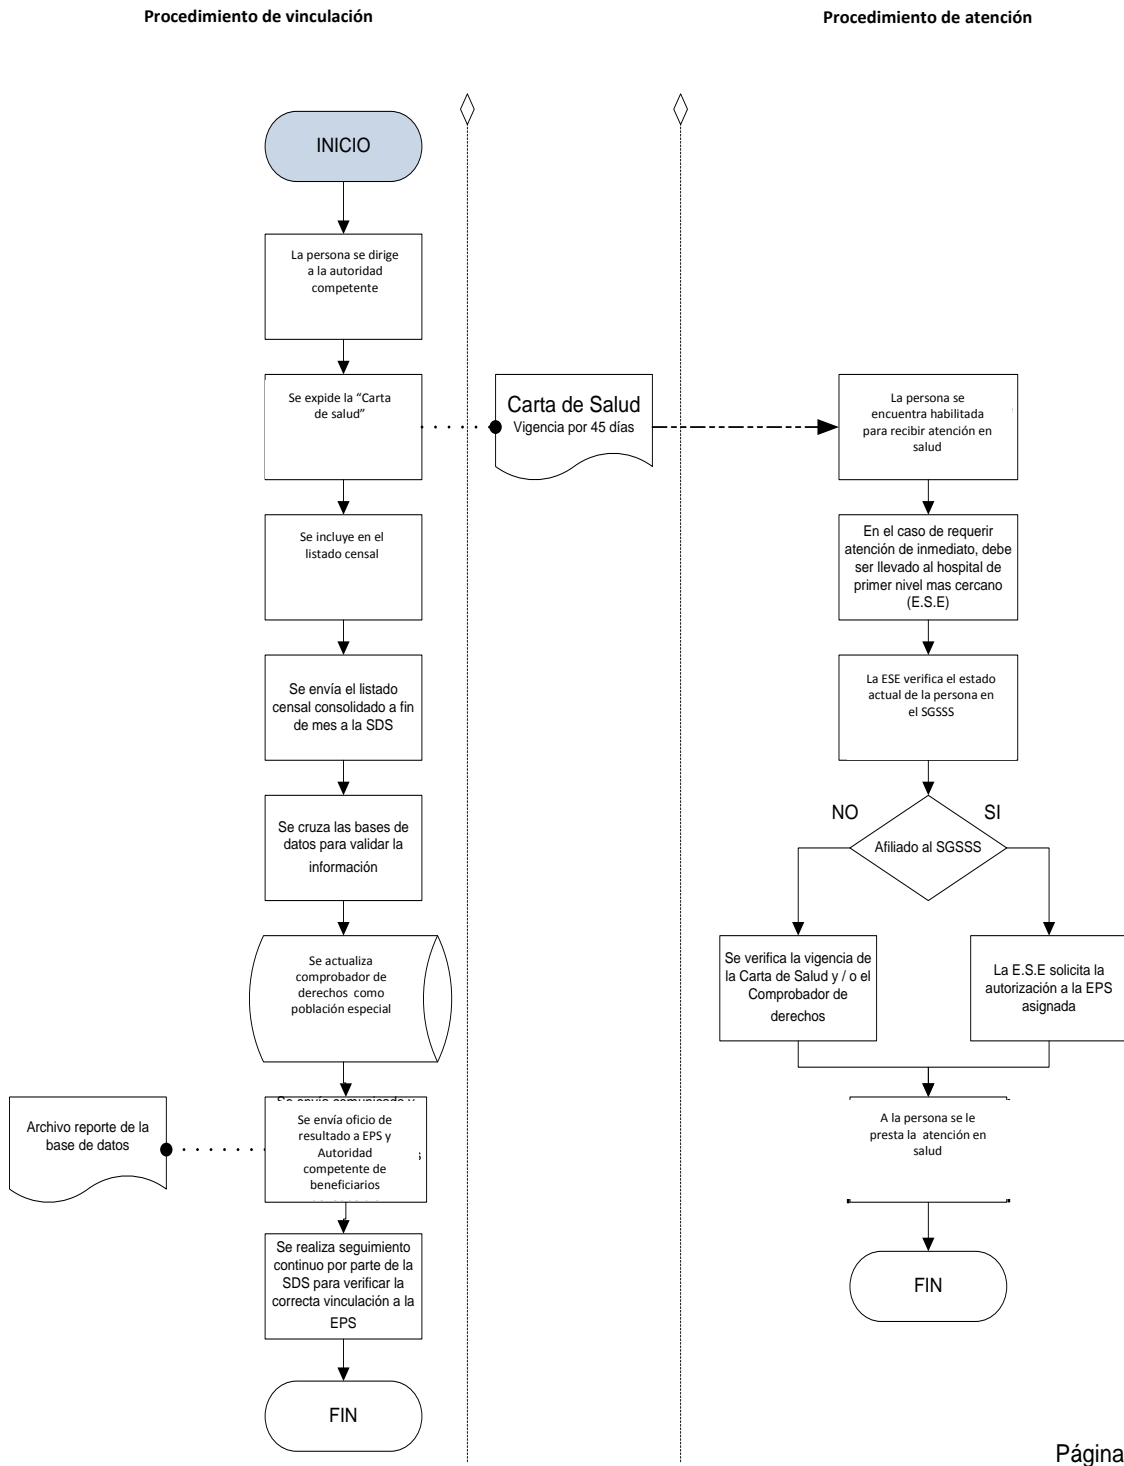 Procedimiento de vinculación
Procedimiento de atención
INICIO
La persona se dirige
a la autoridad
competente
Se expide la “Carta
de salud”
Carta de Salud
Vigencia por 45 días
La persona se
encuentra habilitada
para recibir atención en
salud
Se incluye en el
listado censal
En el caso de requerir
atención de inmediato, debe
ser llevado al hospital de
primer nivel mas cercano
(E.S.E)
Se envía el listado
censal consolidado a fin
de mes a la SDS
La ESE verifica el estado
actual de la persona en
el SGSSS
Se cruza las bases de
datos para validar la
información
NO
SI
Afiliado al SGSSS
Se actualiza
comprobador de
derechos como
población especial
Se verifica la vigencia de
la Carta de Salud y / o el
Comprobador de
derechos
La E.S.E solicita la
autorización a la EPS
asignada
Archivo reporte de la
base de datos
Se envía oficio de
resultado a EPS y
Autoridad
competente de
beneficiarios
A la persona se le
presta la atención en
salud
Se realiza seguimiento
continuo por parte de la
SDS para verificar la
correcta vinculación a la
EPS
FIN
FIN
Página